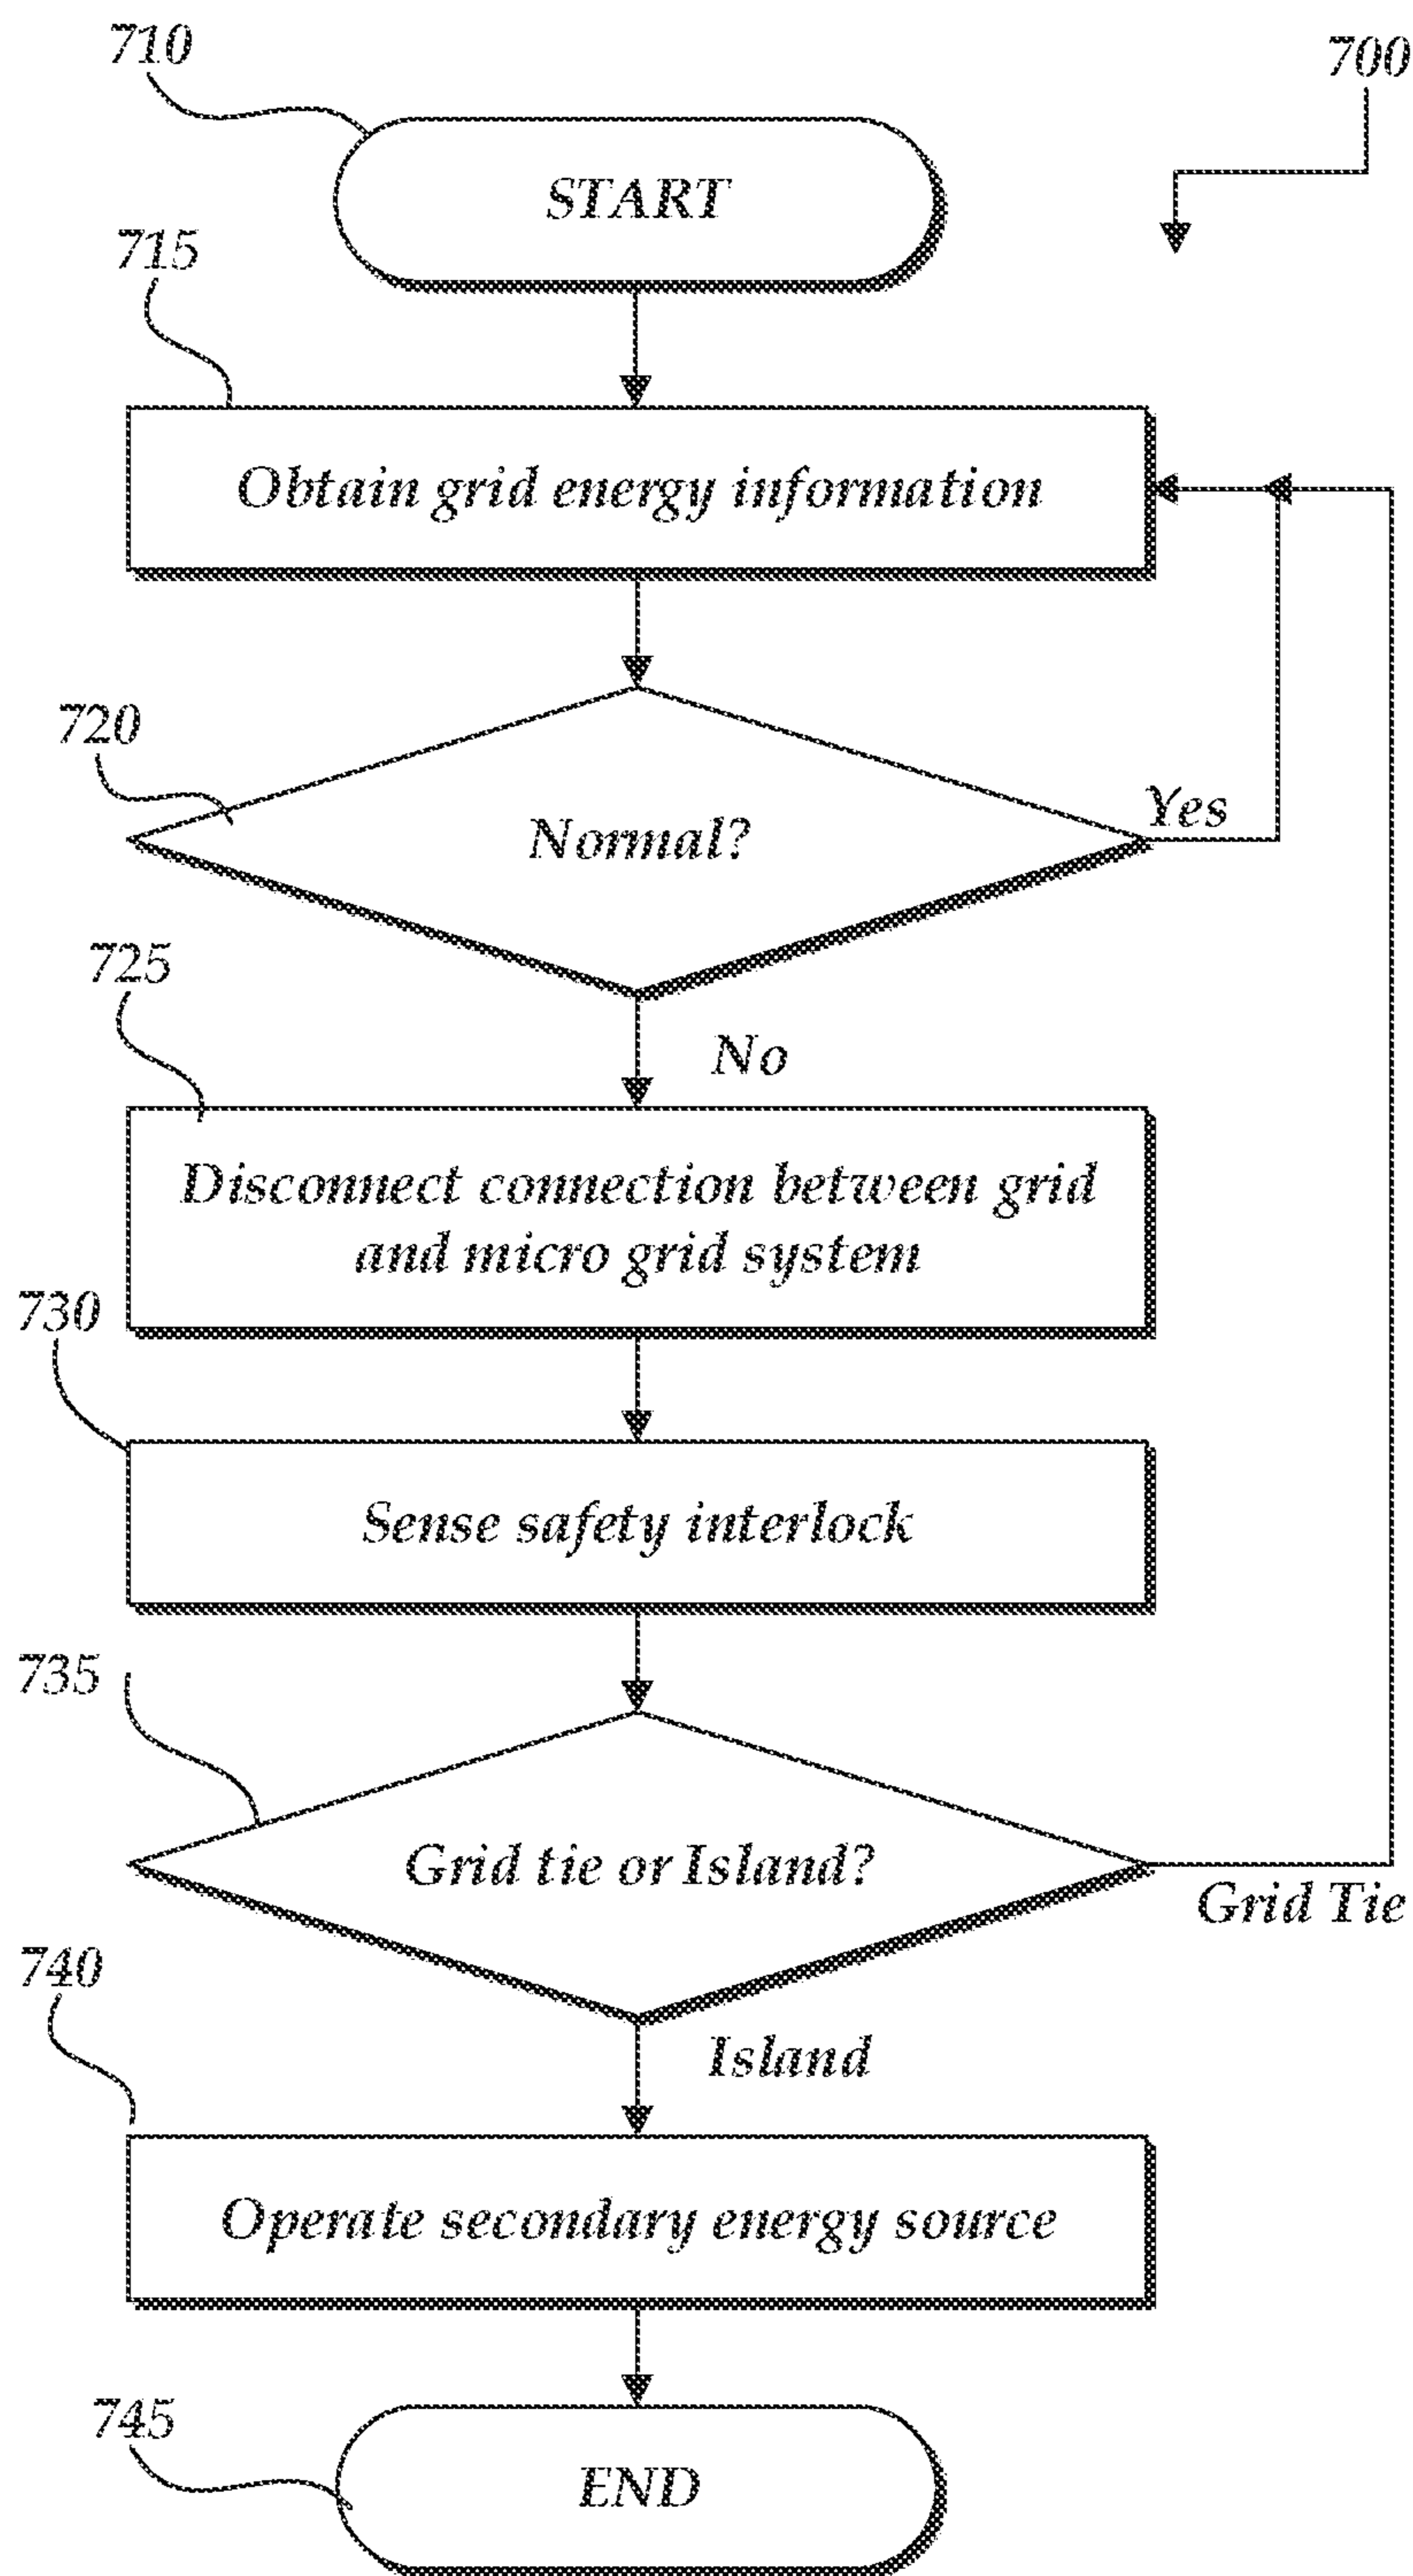 710
700
START
715
Obtain grid energy information
720
Normal?
Yes
725
No
Disconnect connection between grid
and micro grid system
730
Sense safety interlock
735
Grid tie or Island?
Grid Tie
740
Island
Operate secondary energy source
745
END